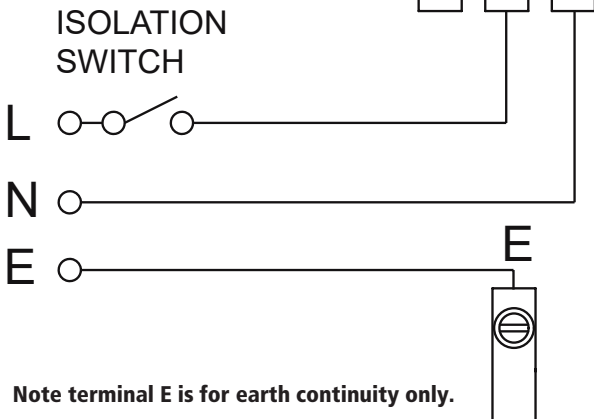 ISOLATION
SWITCH
L
N
E
E
Note terminal E is for earth continuity only.